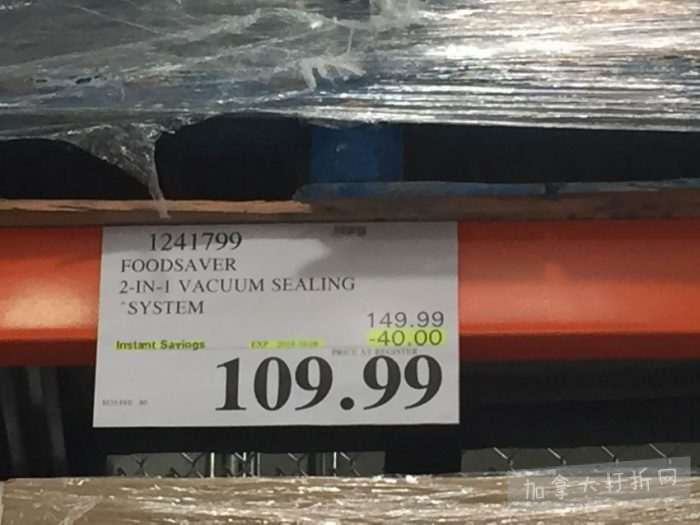 1241799
FOODSAVER
2-IN-1 VACUUM SEALING
^SYSTEM
149.99
Instant Savings EXP. -40.00
PRICE AT REGISTER
109.99
加拿大打折网